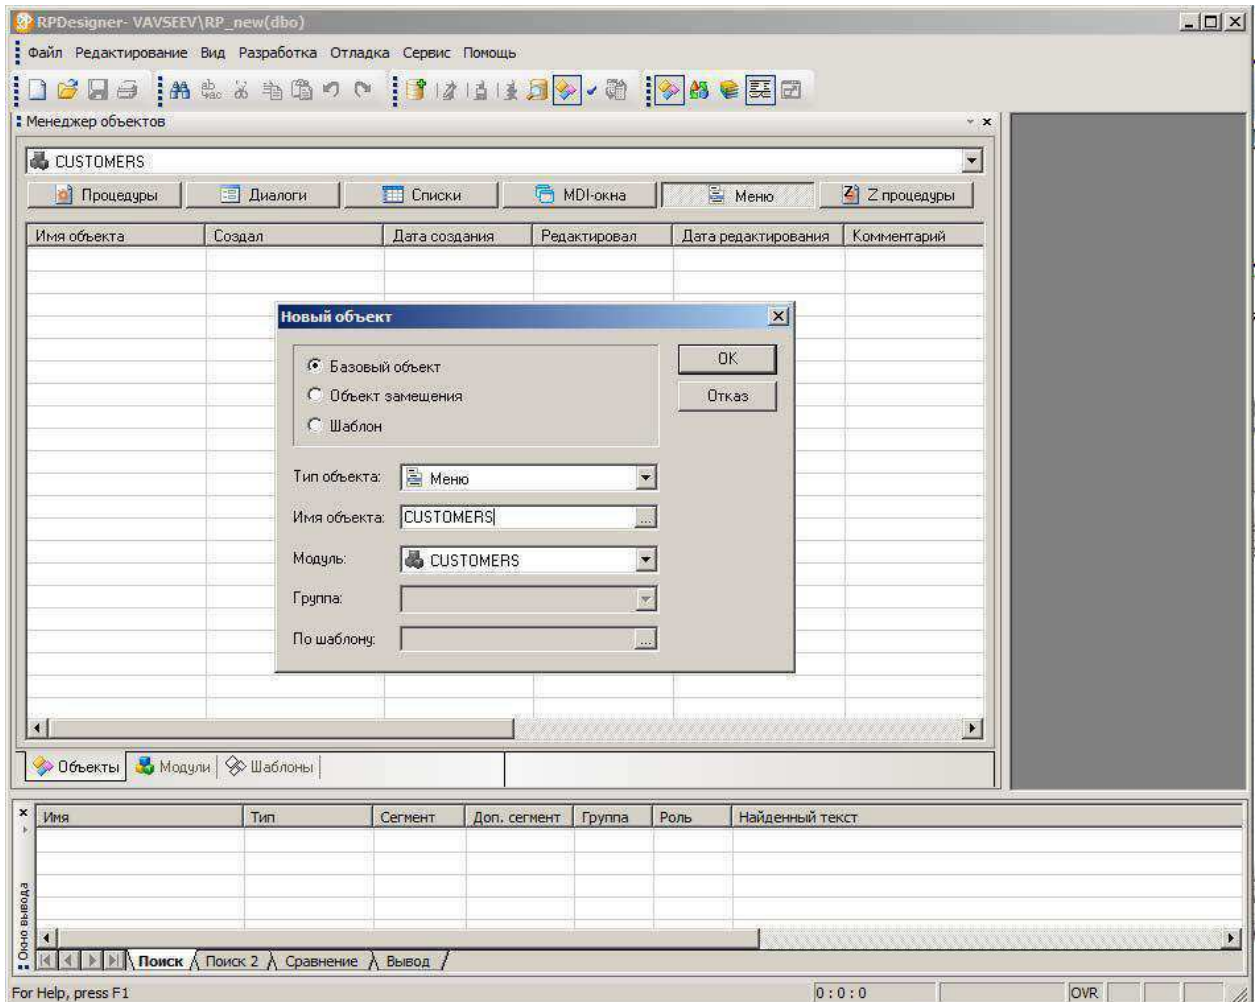 RPDesigner- VAVSEEV\RP_new(dbo)
Файл Редактирование Вид Разработка Отладка Сервис Помощь
Менеджер объектов
CUSTOMERS
Процедуры Диалоги Списки MDI-окна Меню Z процедуры
Имя объекта Создал Дата создания Редактировал Дата редактирования Комментарий
Новый объект
Базовый объект
OK
Объект замещения
Отказ
Шаблон
Тип объекта: Меню
Имя объекта: CUSTOMERS ...
Модуль: CUSTOMERS
Группа:
По шаблону: ...
Объекты Модули Шаблоны
Имя Тип Сегмент Доп. сегмент Группа Роль Найденный текст
Окно вывода
Поиск Поиск 2 Сравнение Вывод
For Help, press F1 0 : 0 : 0 OVR